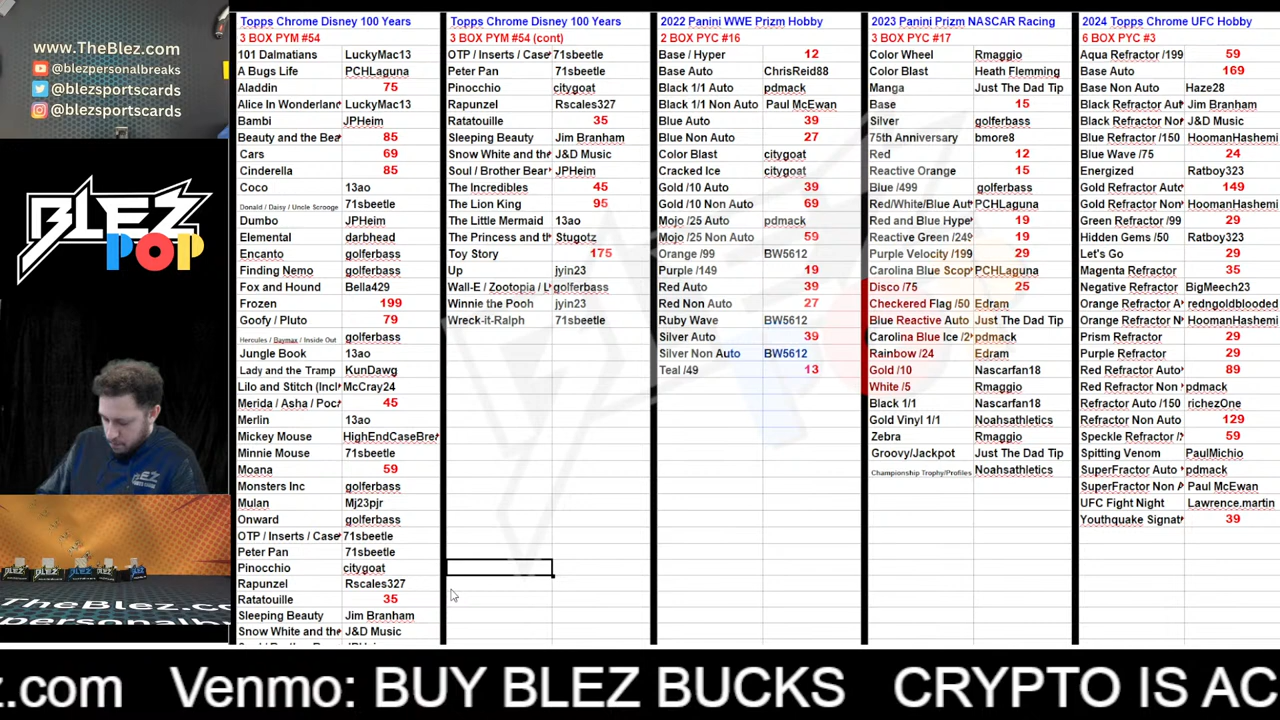 www.TheBlez.com
@blezpersonalbreaks
@blezsportscards
BLEZ
POP
TheBlez.co
Topps Chrome Disney 100 Years
3 BOX PYM #54
101 Dalmatians LuckyMac13
A Bugs Life PCHLaguna
Aladdin 75
Alice In Wonderlan LuckyMac13
Bambi JPHeim
Beauty and the Bea 85
Cars 69
Cinderella 85
Coco 13ao
Donald / Daisy / Uncle Scrooge 71sbeetle
Dumbo JPHeim
Elemental darbhead
Encanto golferbass
Finding Nemo golferbass
Fox and Hound Bella429
Frozen 199
Goofy / Pluto 79
Hercules / Baymax / Inside Out golferbass
Jungle Book 13ao
Lady and the Tramp KunDawg
Lilo and Stitch (Incl McCray24
Merida / Asha / Poc 45
Merlin 13ao
Mickey Mouse HighEndCaseBre
Minnie Mouse 71sbeetle
Moana 59
Monsters Inc golferbass
Mulan Mj23pjr
Onward golferbass
OTP / Inserts / Case 71sbeetle
Peter Pan 71sbeetle
Pinocchio citygoat
Rapunzel Rscales327
Ratatouille 35
Sleeping Beauty Jim Branham
Snow White and the J&D Music
Topps Chrome Disney 100 Years
3 BOX PYM #54 (cont)
OTP / Inserts / Case 71sbeetle
Peter Pan 71sbeetle
Pinocchio citygoat
Rapunzel Rscales327
Ratatouille 35
Sleeping Beauty Jim Branham
Snow White and th J&D Music
Soul / Brother Bear JPHeim
The Incredibles 45
The Lion King 95
The Little Mermaid 13ao
The Princess and th Stugotz
Toy Story 175
Up jyin23
Wall-E / Zootopia / L golferbass
Winnie the Pooh jyin23
Wreck-it-Ralph 71sbeetle
2022 Panini WWE Prizm Hobby
2 BOX PYC #16
Base / Hyper 12
Base Auto ChrisReid88
Black 1/1 Auto pdmack
Black 1/1 Non Auto Paul McEwan
Blue Auto 39
Blue Non Auto 27
Color Blast citygoat
Cracked Ice citygoat
Gold /10 Auto 39
Gold /10 Non Auto 69
Mojo /25 Auto pdmack
Mojo /25 Non Auto 59
Orange /99 BW5612
Purple /149 19
Red Auto 39
Red Non Auto 27
Ruby Wave BW5612
Silver Auto 39
Silver Non Auto BW5612
Teal /49 13
2023 Panini Prizm NASCAR Racing
3 BOX PYC #17
Color Wheel Rmaggio
Color Blast Heath Flemming
Manga Just The Dad Tip
Base 15
Silver golferbass
75th Anniversary bmore8
Red 12
Reactive Orange 15
Blue /499 golferbass
Red/White/Blue Aut PCHLaguna
Red and Blue Hype 19
Reactive Green /249 19
Purple Velocity /199 29
Carolina Blue Scop PCHLaguna
Disco /75 25
Checkered Flag /50 Edram
Blue Reactive Auto Just The Dad Tip
Carolina Blue Ice /2 pdmack
Rainbow /24 Edram
Gold /10 Nascarfan18
White /5 Rmaggio
Black 1/1 Nascarfan18
Gold Vinyl 1/1 Noahsathletics
Zebra Rmaggio
Groovy/Jackpot Just The Dad Tip
Championship Trophy/Profiles Noahsathletics
2024 Topps Chrome UFC Hobby
6 BOX PYC #3
Aqua Refractor /199 59
Base Auto 169
Base Non Auto Haze28
Black Refractor Aut Jim Branham
Black Refractor No J&D Music
Blue Refractor /150 HoomanHashemi
Blue Wave /75 24
Energized Ratboy323
Gold Refractor Aut 149
Gold Refractor Non HoomanHashemi
Green Refractor /99 29
Hidden Gems /50 Ratboy323
Let's Go 29
Magenta Refractor 35
Negative Refractor BigMeech23
Orange Refractor A redngoldblooded
Orange Refractor N HoomanHashemi
Prism Refractor 29
Purple Refractor 29
Red Refractor Auto 89
Red Refractor Non pdmack
Refractor Auto /150 richezOne
Refractor Non Auto 129
Speckle Refractor / 59
Spitting Venom PaulMichio
SuperFractor Auto pdmack
SuperFractor Non A Paul McEwan
UFC Fight Night Lawrence.martin
Youthquake Signat 39
z.com Venmo: BUY BLEZ BUCKS CRYPTO IS AC